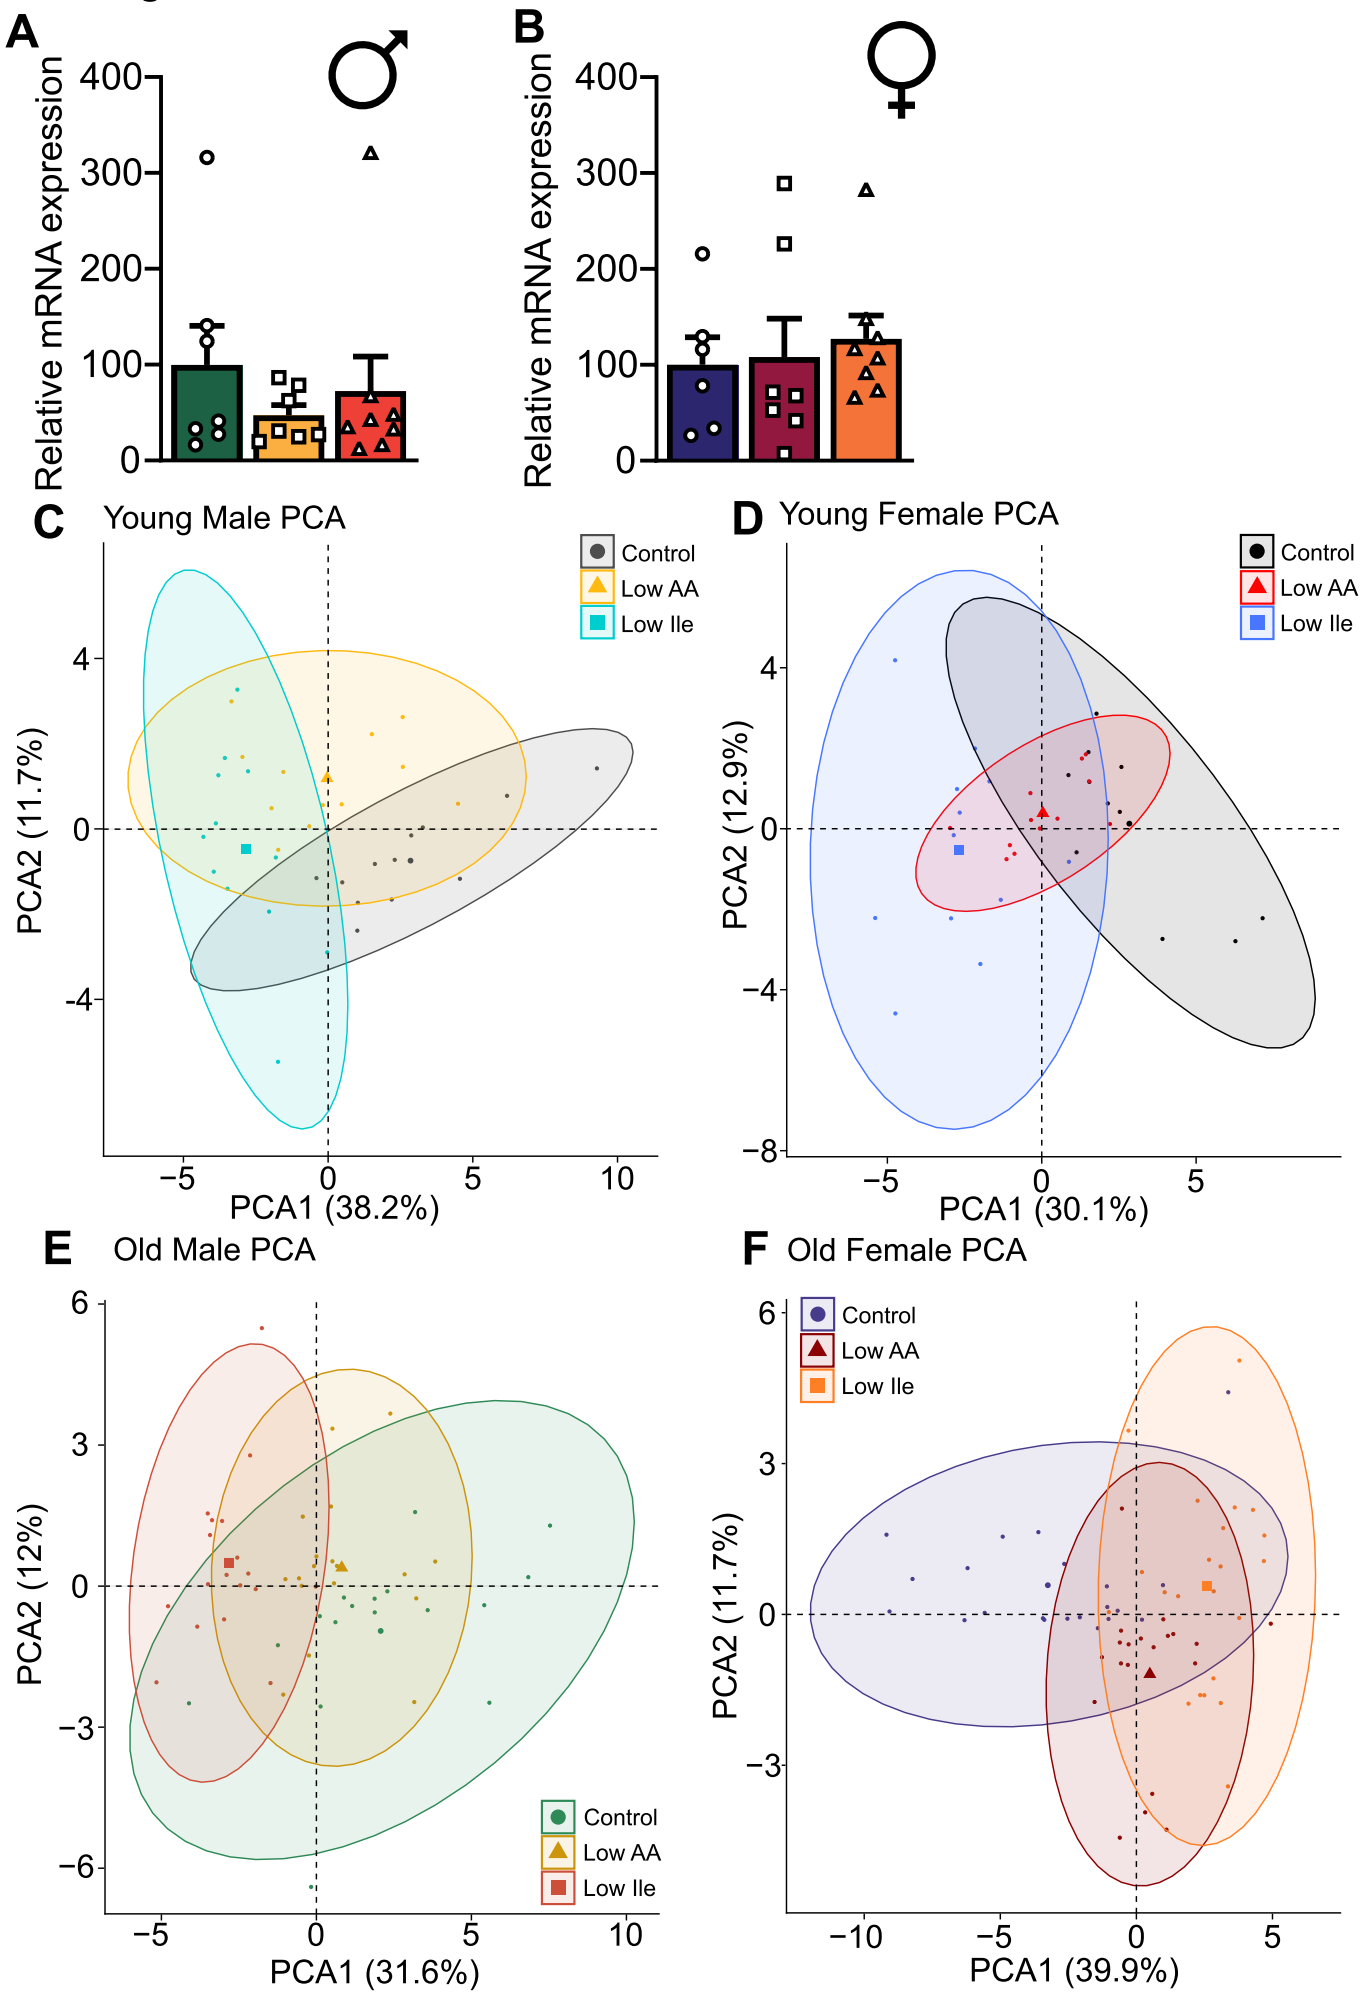 A
B
Relative mRNA expression
400
300
200
100
0
Relative mRNA expression
400
300
200
100
0
C
Young Male PCA
Control
Low AA
Low Ile
PCA2 (11.7%)
4
0
-4
−5
0
5
10
PCA1 (38.2%)
D
Young Female PCA
Control
Low AA
Low Ile
PCA2 (12.9%)
4
0
−4
−8
−5
0
5
PCA1 (30.1%)
E
Old Male PCA
PCA2 (12%)
6
3
0
−3
−6
Control
Low AA
Low Ile
−5
0
5
10
PCA1 (31.6%)
F
Old Female PCA
Control
Low AA
Low Ile
PCA2 (11.7%)
6
3
0
−3
−10
−5
0
5
PCA1 (39.9%)